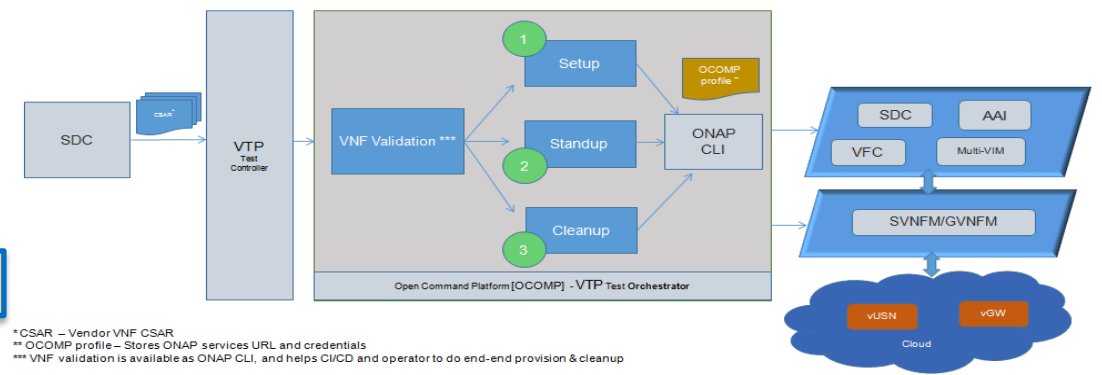 SDC
CSAR**
VTP
Test
Controller
VNF Validation ***
1
Setup
Standup
2
Cleanup
3
OCOMP
profile **
ONAP
CLI
Open Command Platform [OCOMP] - VTP Test Orchestrator
SDC
AAI
VFC
Multi-VIM
SVNFM/GVNFM
vUSN
vGW
Cloud
* CSAR – Vendor VNF CSAR
** OCOMP profile – Stores ONAP services URL and credentials
*** VNF validation is available as ONAP CLI, and helps CI/CD and operator to do end-end provision & cleanup